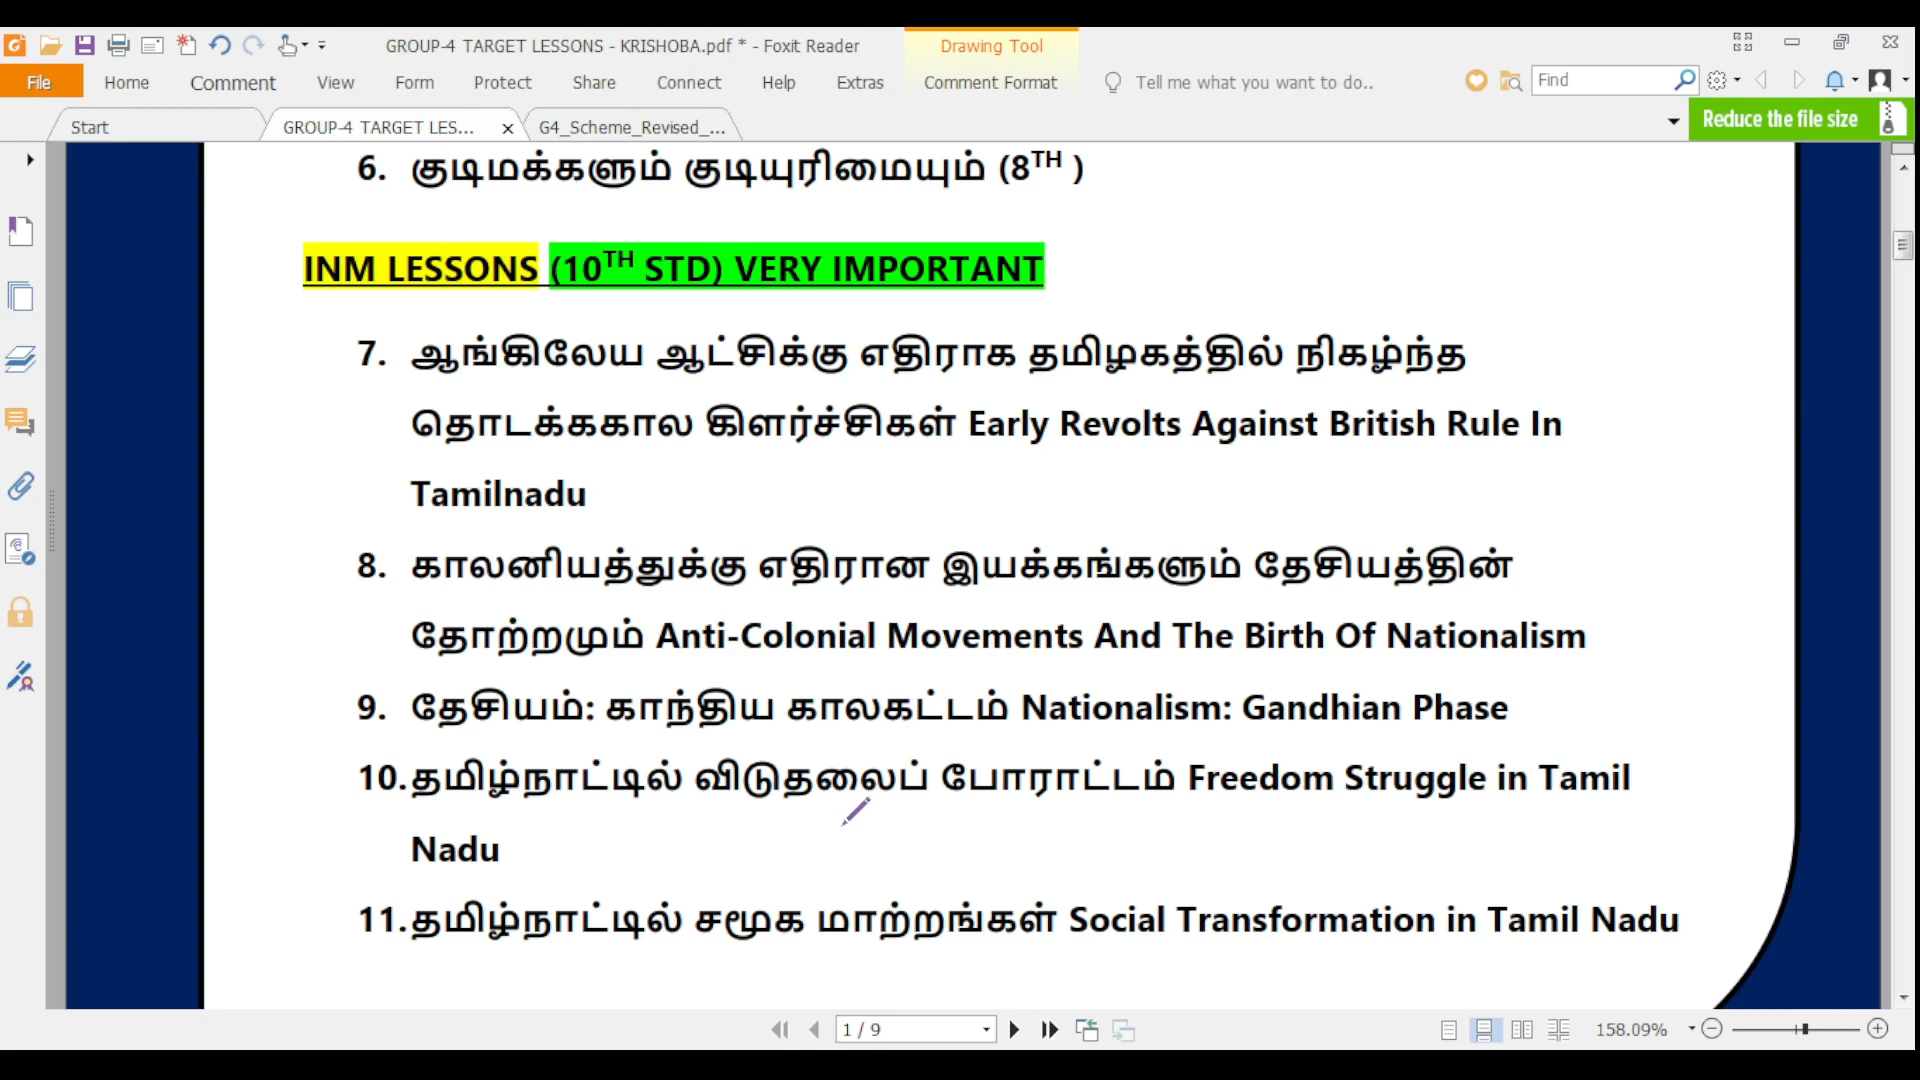 GROUP-4 TARGET LESSONS - KRISHOBA.pdf * - Foxit Reader
Drawing Tool
File Home Comment View Form Protect Share Connect Help Extras Comment Format Tell me what you want to do.. Find
Start GROUP-4 TARGET LES... G4_Scheme_Revised_... Reduce the file size
6. குடிமக்களும் குடியுரிமையும் (8TH )
INM LESSONS (10TH STD) VERY IMPORTANT
7. ஆங்கிலேய ஆட்சிக்கு எதிராக தமிழகத்தில் நிகழ்ந்த
தொடக்ககால கிளர்ச்சிகள் Early Revolts Against British Rule In
Tamilnadu
8. காலனியத்துக்கு எதிரான இயக்கங்களும் தேசியத்தின்
தோற்றமும் Anti-Colonial Movements And The Birth Of Nationalism
9. தேசியம்: காந்திய காலகட்டம் Nationalism: Gandhian Phase
10.தமிழ்நாட்டில் விடுதலைப் போராட்டம் Freedom Struggle in Tamil
Nadu
11.தமிழ்நாட்டில் சமூக மாற்றங்கள் Social Transformation in Tamil Nadu
1 / 9 158.09%